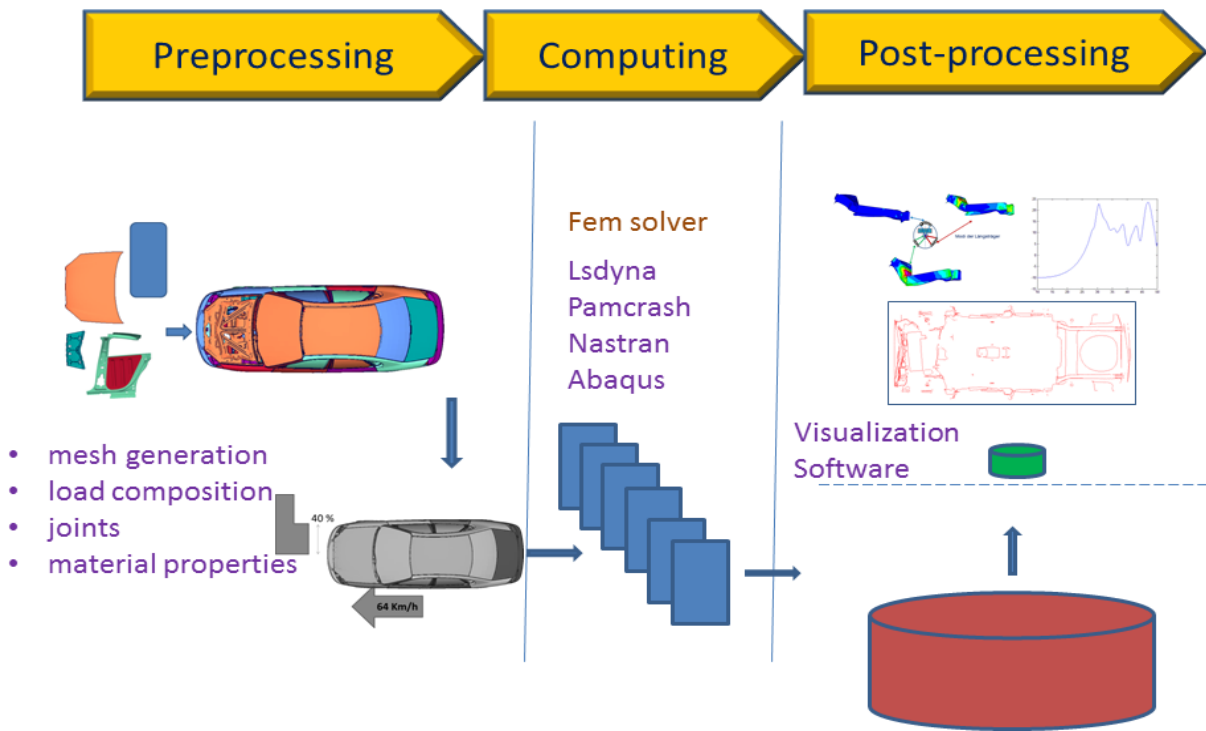 Preprocessing
Computing
Post-processing
Fem solver
Lsdyna
Pamcrash
Nastran
Abaqus
• mesh generation
• load composition
• joints
• material properties
40 %
64 Km/h
Visualization
Software